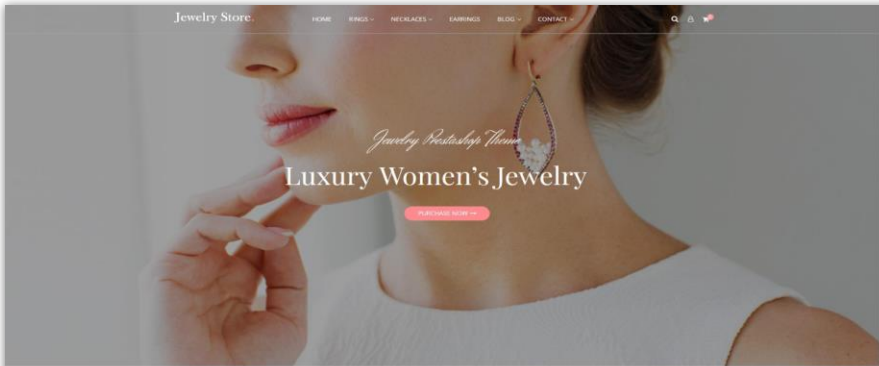 Jewelry Store.
HOME RINGS NECKLACES EARRINGS BLOG CONTACT
Jewelry Prestashop Theme
Luxury Women's Jewelry
PURCHASE NOW